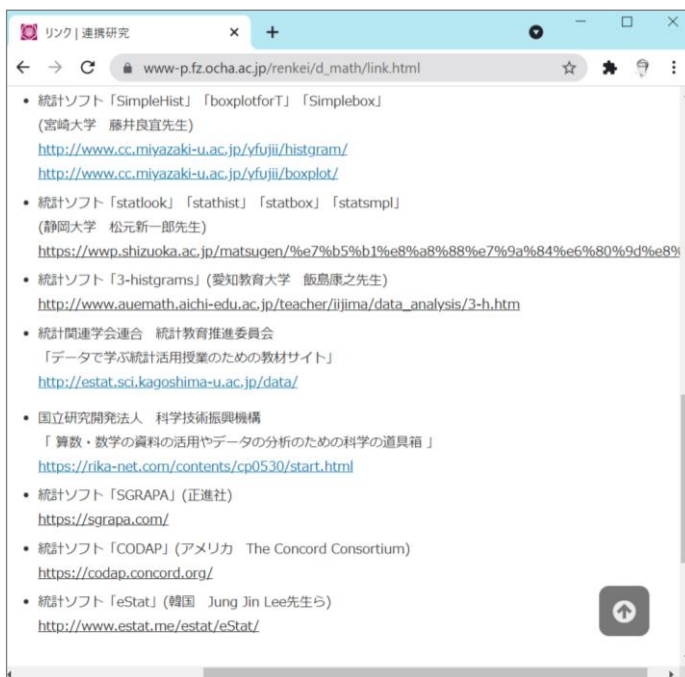 リンク | 連携研究
www-p.fz.ocha.ac.jp/renkei/d_math/link.html
統計ソフト「SimpleHist」「boxplotforT」「Simplebox」
(宮崎大学　藤井良宜先生)
http://www.cc.miyazaki-u.ac.jp/yfujii/histgram/
http://www.cc.miyazaki-u.ac.jp/yfujii/boxplot/
統計ソフト「statlook」「stathist」「statbox」「statsmpl」
(静岡大学　松元新一郎先生)
https://wwp.shizuoka.ac.jp/matsugen/%e7%b5%b1%e8%a8%88%e7%9a%84%e6%80%9d%e8%
統計ソフト「3-histgrams」(愛知教育大学　飯島康之先生)
http://www.auemath.aichi-edu.ac.jp/teacher/iijima/data_analysis/3-h.htm
統計関連学会連合　統計教育推進委員会
「データで学ぶ統計活用授業のための教材サイト」
http://estat.sci.kagoshima-u.ac.jp/data/
国立研究開発法人　科学技術振興機構
「 算数・数学の資料の活用やデータの分析のための科学の道具箱 」
https://rika-net.com/contents/cp0530/start.html
統計ソフト「SGRAPA」(正進社)
https://sgrapa.com/
統計ソフト「CODAP」(アメリカ　The Concord Consortium)
https://codap.concord.org/
統計ソフト「eStat」(韓国　Jung Jin Lee先生ら)
http://www.estat.me/estat/eStat/